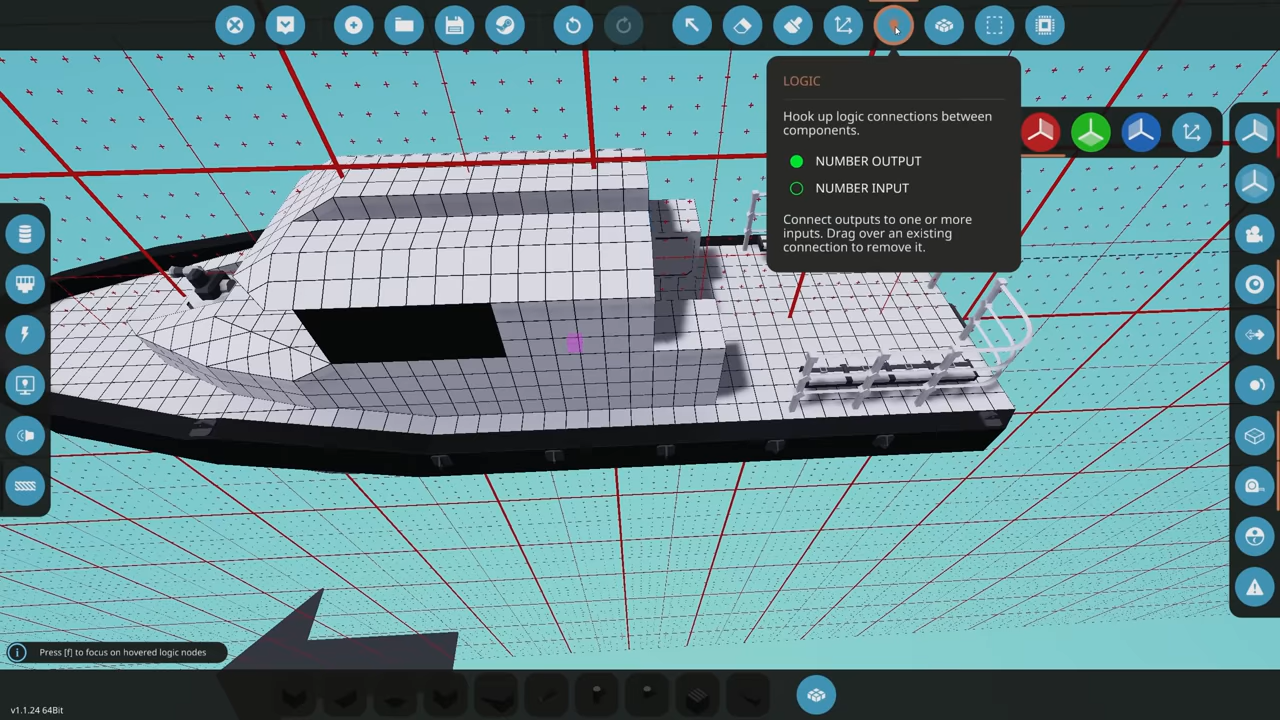 LOGIC
Hook up logic connections between
components.
NUMBER OUTPUT
NUMBER INPUT
Connect outputs to one or more
inputs. Drag over an existing
connection to remove it.
Press [f] to focus on hovered logic nodes
v1.1.24 64Bit